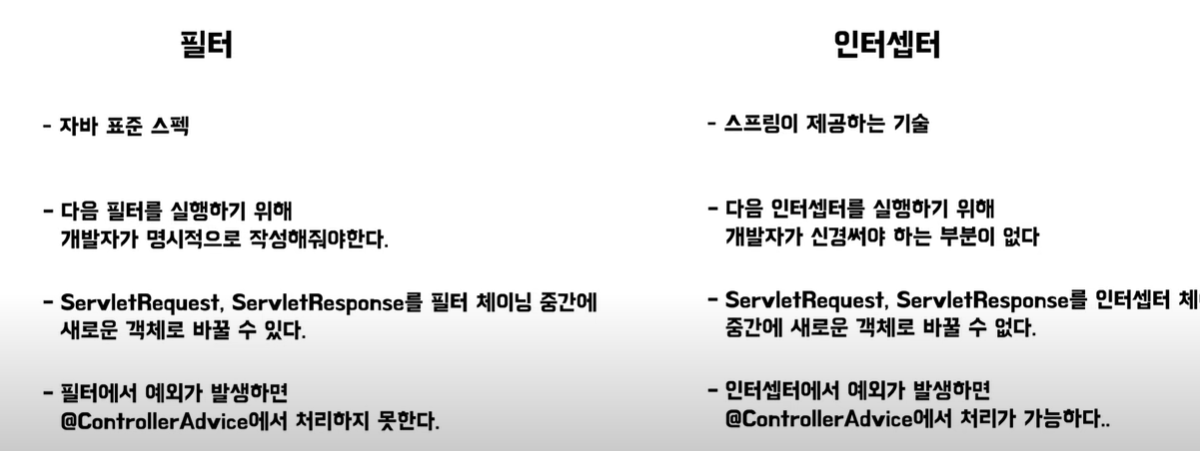 필터
- 자바 표준 스펙
- 다음 필터를 실행하기 위해
개발자가 명시적으로 작성해줘야한다.
- ServletRequest, ServletResponse를 필터 체이닝 중간에
새로운 객체로 바꿀 수 있다.
- 필터에서 예외가 발생하면
@ControllerAdvice에서 처리하지 못한다.
인터셉터
- 스프링이 제공하는 기술
- 다음 인터셉터를 실행하기 위해
개발자가 신경써야 하는 부분이 없다
- ServletRequest, ServletResponse를 인터셉터
중간에 새로운 객체로 바꿀 수 없다.
- 인터셉터에서 예외가 발생하면
@ControllerAdvice에서 처리가 가능하다..